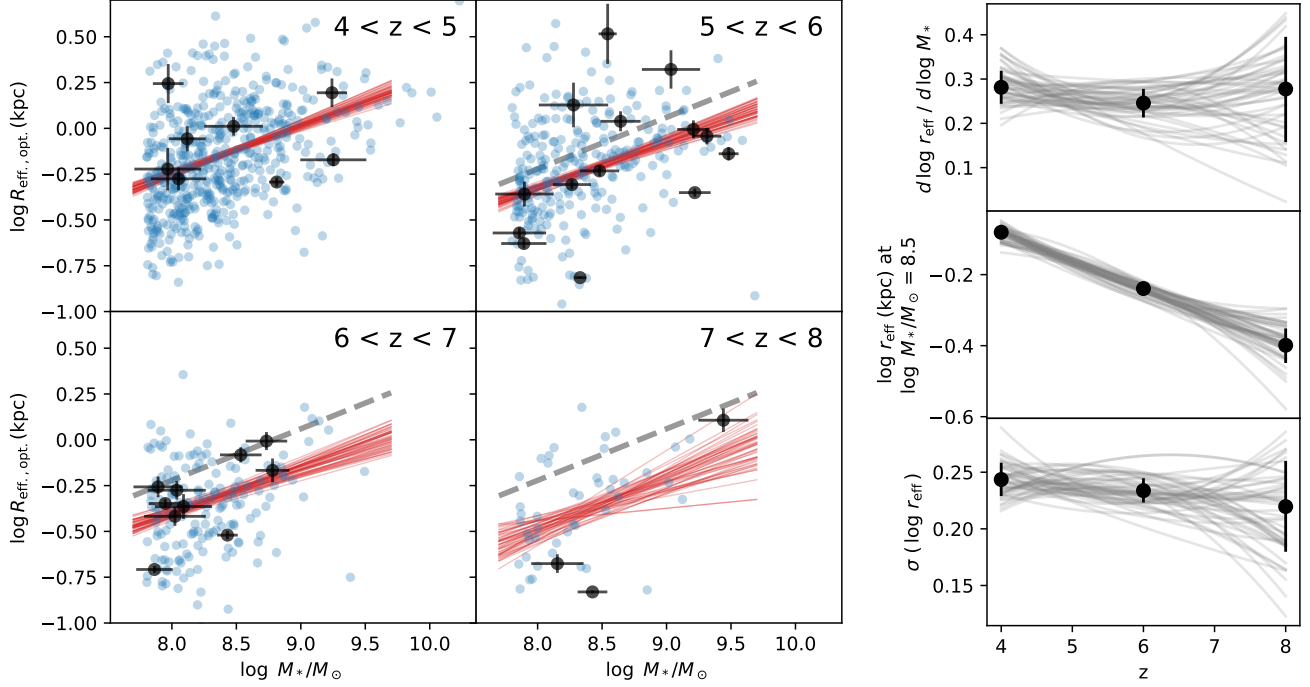 4 < z < 5
5 < z < 6
0.50
0.25
0.00
−0.25
−0.50
−0.75
−1.00
log R_eff., opt. (kpc)
6 < z < 7
7 < z < 8
0.50
0.25
0.00
−0.25
−0.50
−0.75
−1.00
log R_eff., opt. (kpc)
8.0 8.5 9.0 9.5 10.0
log M_*/M_⊙
8.0 8.5 9.0 9.5 10.0
log M_*/M_⊙
0.4
0.3
0.2
0.1
d log r_eff / d log M_*
−0.2
−0.4
−0.6
log r_eff (kpc) at
log M_*/M_⊙ = 8.5
0.25
0.20
0.15
σ ( log r_eff )
4 5 6 7 8
z